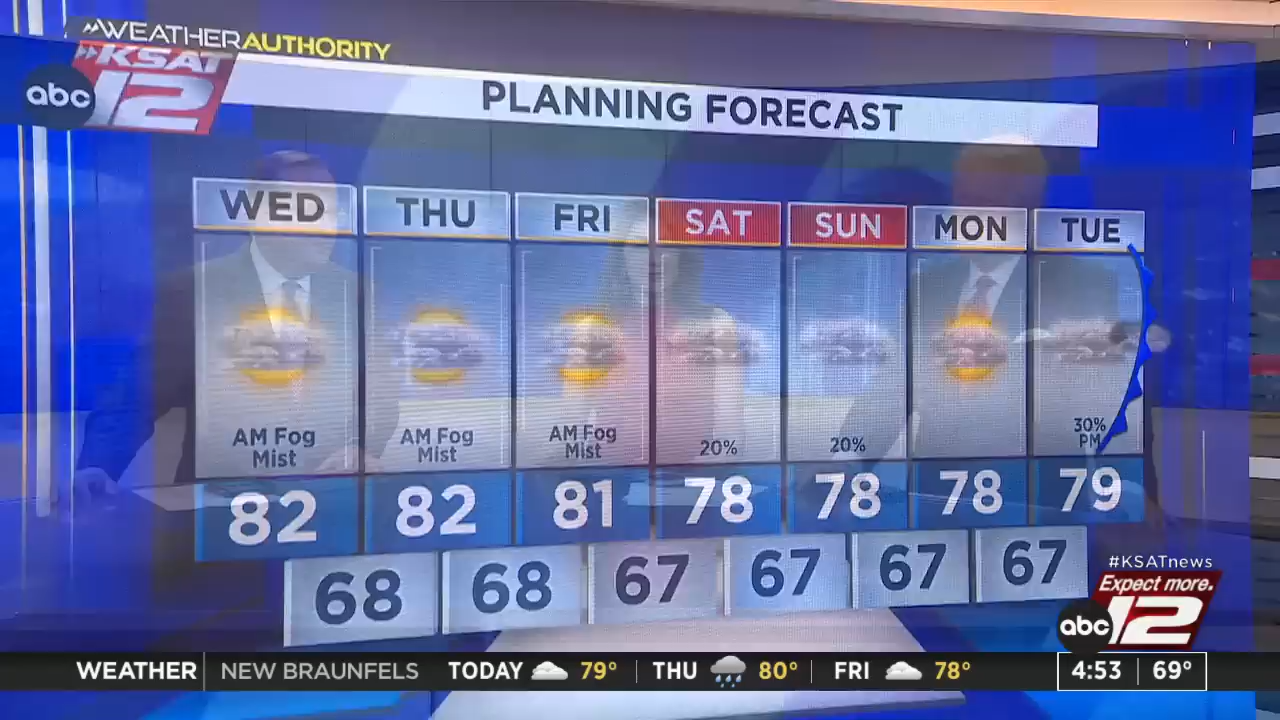 WEATHERAUTHORITY
KSAT
abc 12
PLANNING FORECAST
WED THU FRI SAT SUN MON TUE
AM Fog
Mist
AM Fog
Mist
AM Fog
Mist
20%
20%
30%
PM
82 82 81 78 78 78 79
68 68 67 67 67 67
#KSATnews
Expect more.
abc 12
WEATHER NEW BRAUNFELS TODAY 79° THU 80° FRI 78° 4:53 69°